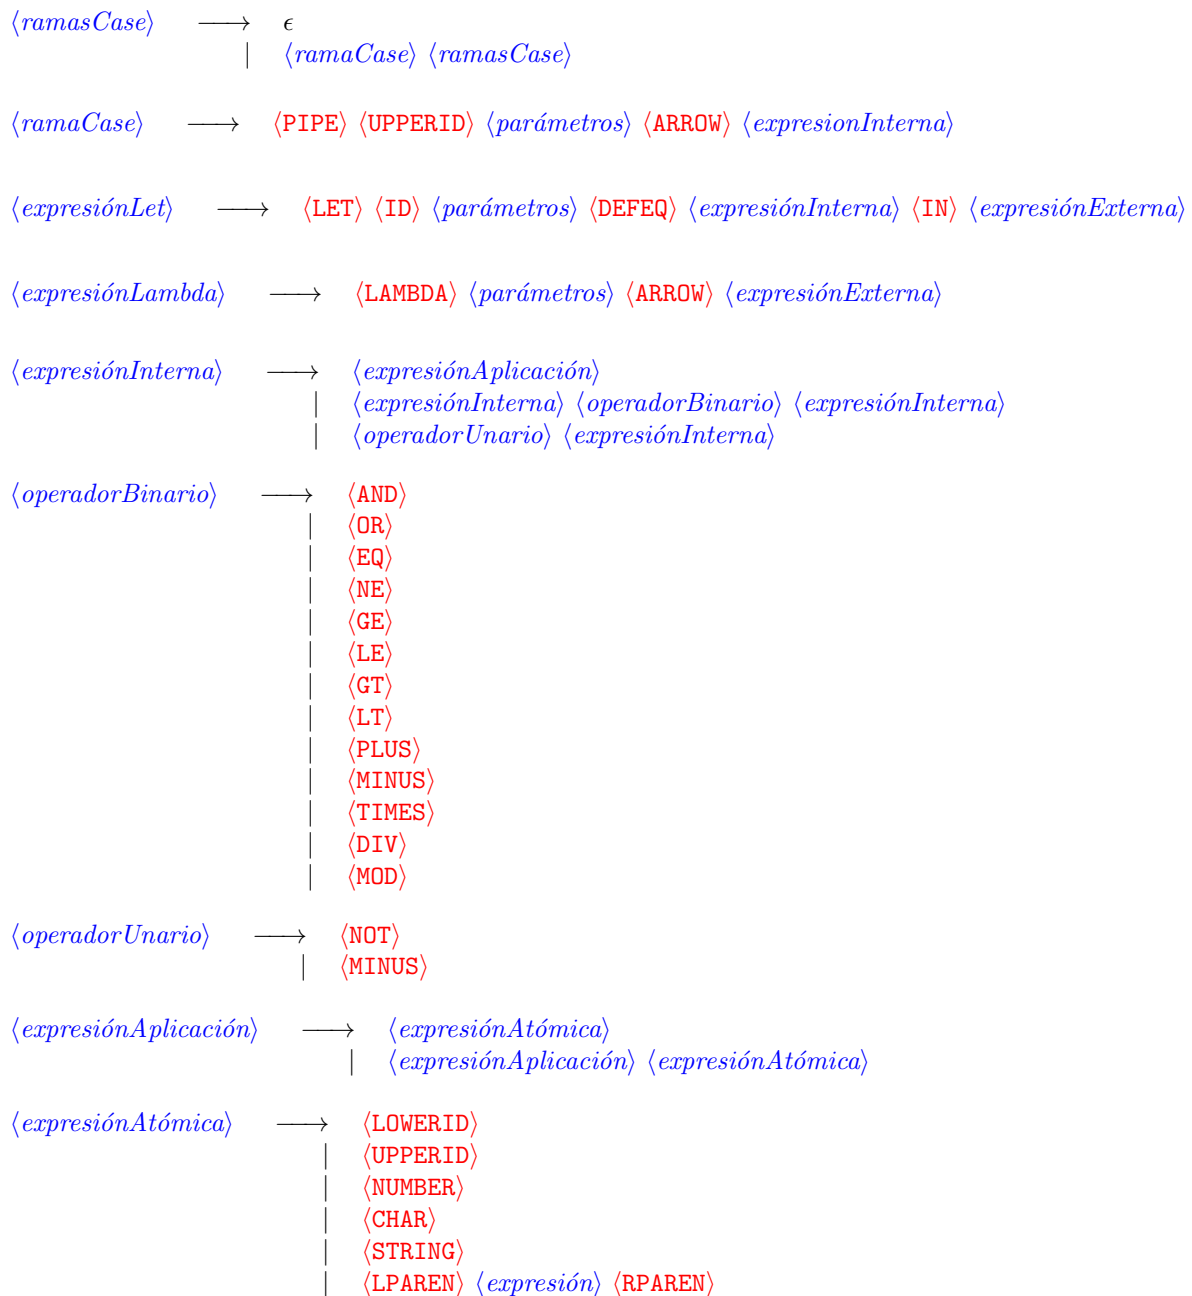 ⟨ramasCase⟩ ⟶ ϵ
| ⟨ramaCase⟩ ⟨ramasCase⟩
⟨ramaCase⟩ ⟶ ⟨PIPE⟩ ⟨UPPERID⟩ ⟨parámetros⟩ ⟨ARROW⟩ ⟨expresionInterna⟩
⟨expresiónLet⟩ ⟶ ⟨LET⟩ ⟨ID⟩ ⟨parámetros⟩ ⟨DEFEQ⟩ ⟨expresiónInterna⟩ ⟨IN⟩ ⟨expresiónExterna⟩
⟨expresiónLambda⟩ ⟶ ⟨LAMBDA⟩ ⟨parámetros⟩ ⟨ARROW⟩ ⟨expresiónExterna⟩
⟨expresiónInterna⟩ ⟶ ⟨expresiónAplicación⟩
| ⟨expresiónInterna⟩ ⟨operadorBinario⟩ ⟨expresiónInterna⟩
| ⟨operadorUnario⟩ ⟨expresiónInterna⟩
⟨operadorBinario⟩ ⟶ ⟨AND⟩
| ⟨OR⟩
| ⟨EQ⟩
| ⟨NE⟩
| ⟨GE⟩
| ⟨LE⟩
| ⟨GT⟩
| ⟨LT⟩
| ⟨PLUS⟩
| ⟨MINUS⟩
| ⟨TIMES⟩
| ⟨DIV⟩
| ⟨MOD⟩
⟨operadorUnario⟩ ⟶ ⟨NOT⟩
| ⟨MINUS⟩
⟨expresiónAplicación⟩ ⟶ ⟨expresiónAtómica⟩
| ⟨expresiónAplicación⟩ ⟨expresiónAtómica⟩
⟨expresiónAtómica⟩ ⟶ ⟨LOWERID⟩
| ⟨UPPERID⟩
| ⟨NUMBER⟩
| ⟨CHAR⟩
| ⟨STRING⟩
| ⟨LPAREN⟩ ⟨expresión⟩ ⟨RPAREN⟩